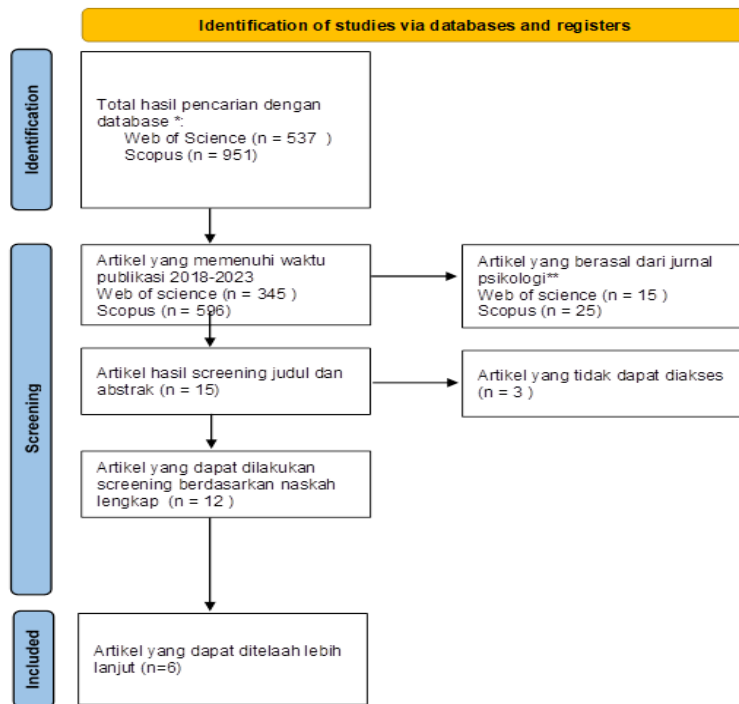 Identification of studies via databases and registers
Identification
Total hasil pencarian dengan
database *:
Web of Science (n = 537 )
Scopus (n = 951)
Screening
Artikel yang memenuhi waktu
publikasi 2018-2023
Web of science (n = 345 )
Scopus (n = 596)
Artikel yang berasal dari jurnal
psikologi**
Web of science (n = 15 )
Scopus (n = 25)
Artikel hasil screening judul dan
abstrak (n = 15)
Artikel yang tidak dapat diakses
(n = 3 )
Artikel yang dapat dilakukan
screening berdasarkan naskah
lengkap (n = 12 )
Included
Artikel yang dapat ditelaah lebih
lanjut (n=6)